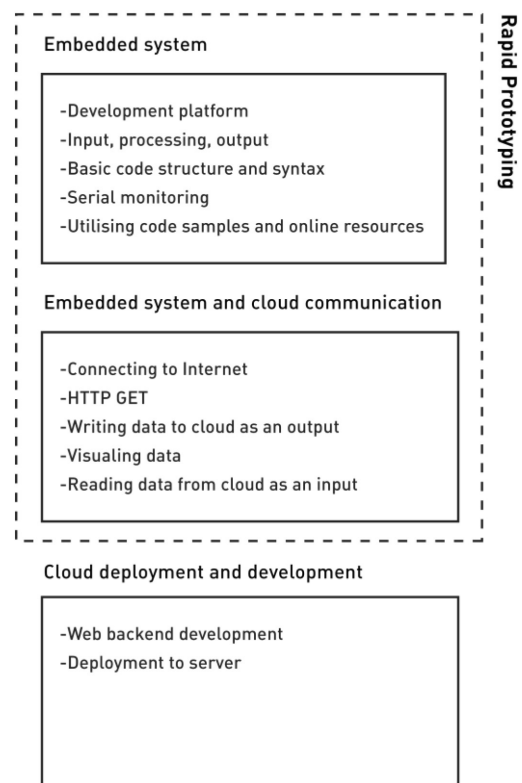 Rapid Prototyping
Embedded system
-Development platform
-Input, processing, output
-Basic code structure and syntax
-Serial monitoring
-Utilising code samples and online resources
Embedded system and cloud communication
-Connecting to Internet
-HTTP GET
-Writing data to cloud as an output
-Visualing data
-Reading data from cloud as an input
Cloud deployment and development
-Web backend development
-Deployment to server